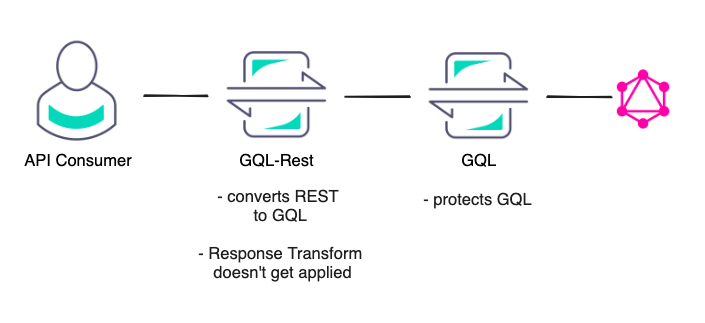 API Consumer
GQL-Rest
GQL
- converts REST
to GQL
- protects GQL
- Response Transform
doesn't get applied